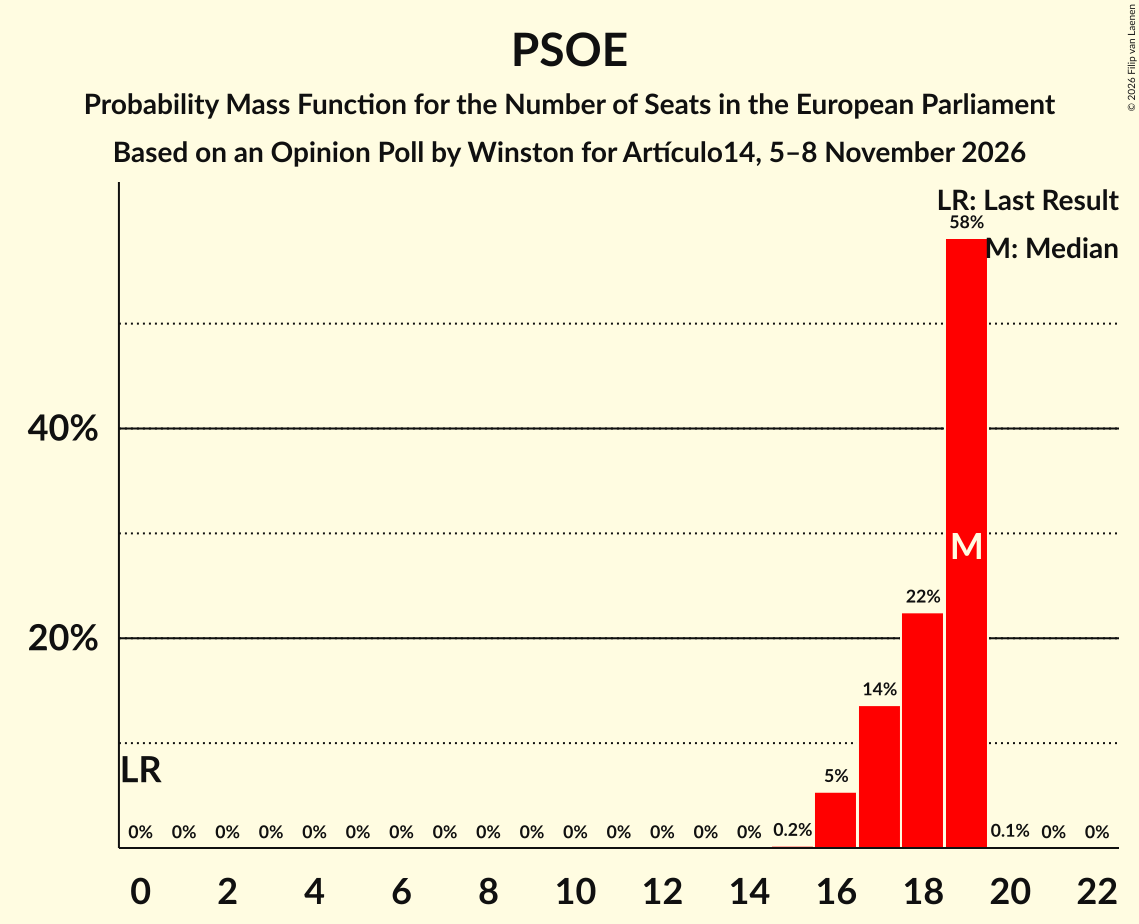 PSOE
Probability Mass Function for the Number of Seats in the European Parliament
Based on an Opinion Poll by Winston for Artículo14, 5–8 November 2026
© 2026 Filip van Laenen
LR: Last Result
M: Median
58%
40%
M
22%
20%
14%
LR
5%
0% 0% 0% 0% 0% 0% 0% 0% 0% 0% 0% 0% 0% 0% 0% 0.2% 0.1% 0% 0%
0 2 4 6 8 10 12 14 16 18 20 22